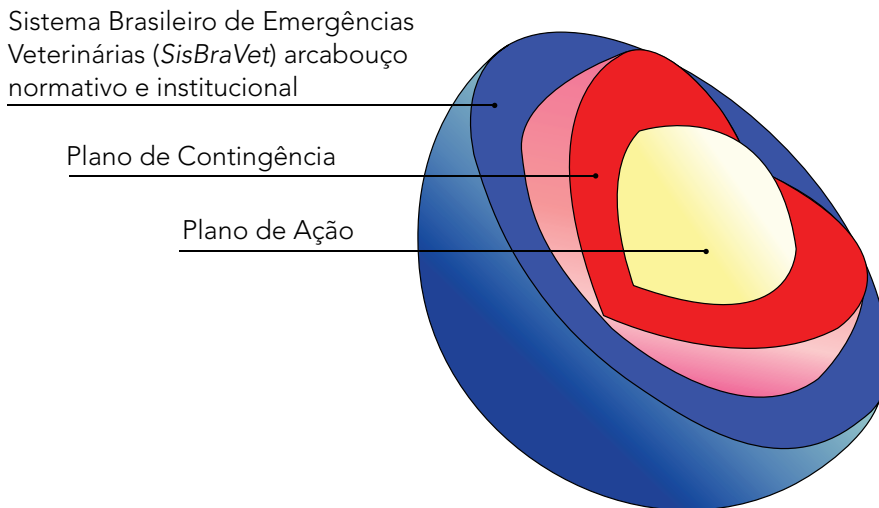 Sistema Brasileiro de Emergências
Veterinárias (SisBraVet) arcabouço
normativo e institucional
Plano de Contingência
Plano de Ação